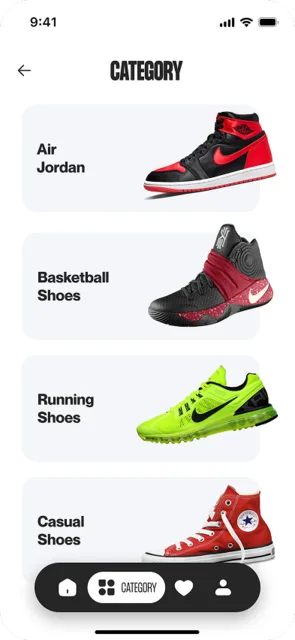 9:41
CATEGORY
Air
Jordan
Basketball
Shoes
Running
Shoes
Casual
Shoes
CATEGORY